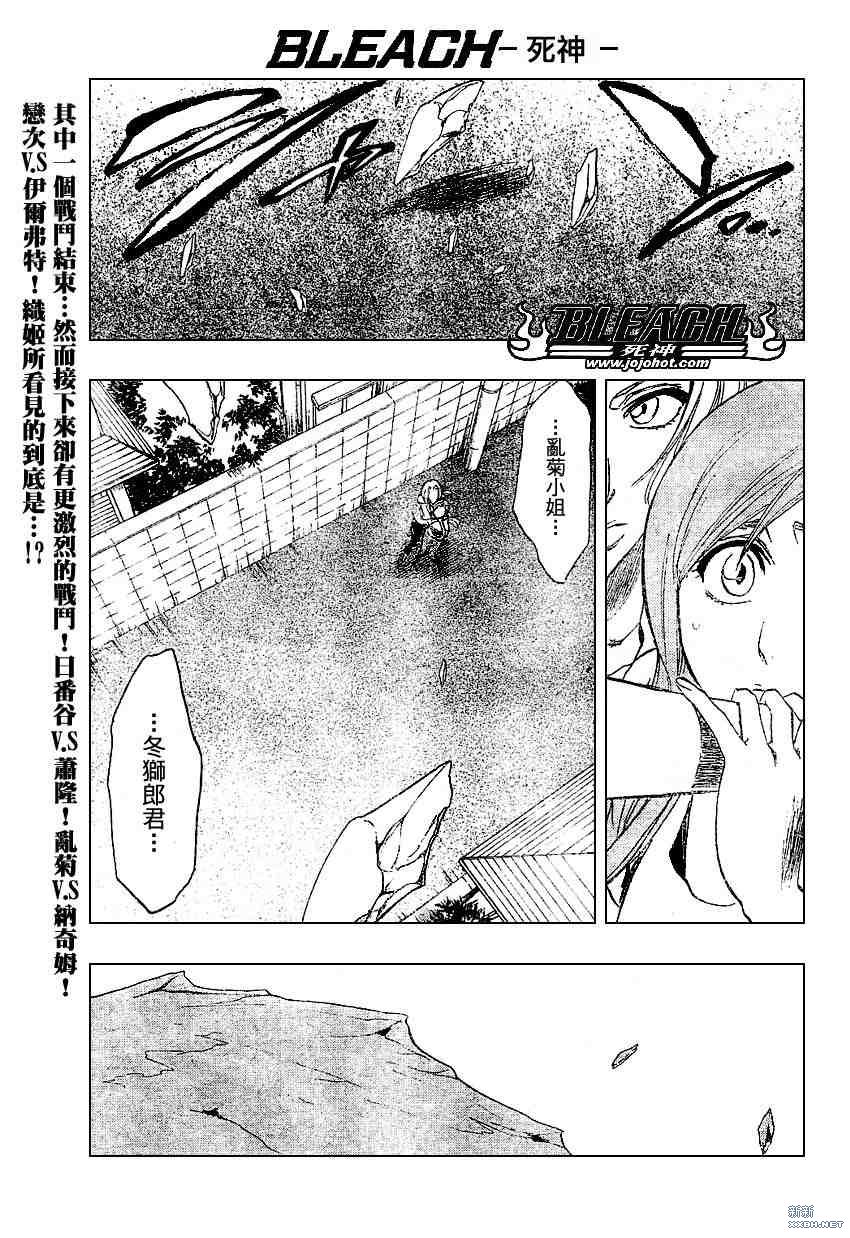 BLEACH- 死神 -
其中一個戰鬥結束…然而接下來卻有更激烈的戰鬥!日番谷V.S蕭隆!亂菊V.S納奇姆!
戀次V.S伊爾弗特!織姬所看見的到底是…!?
BLEACH
死神
www.jojohot.com
…亂菊小姐…
…冬獅郎君…
新新
XXDM.NET